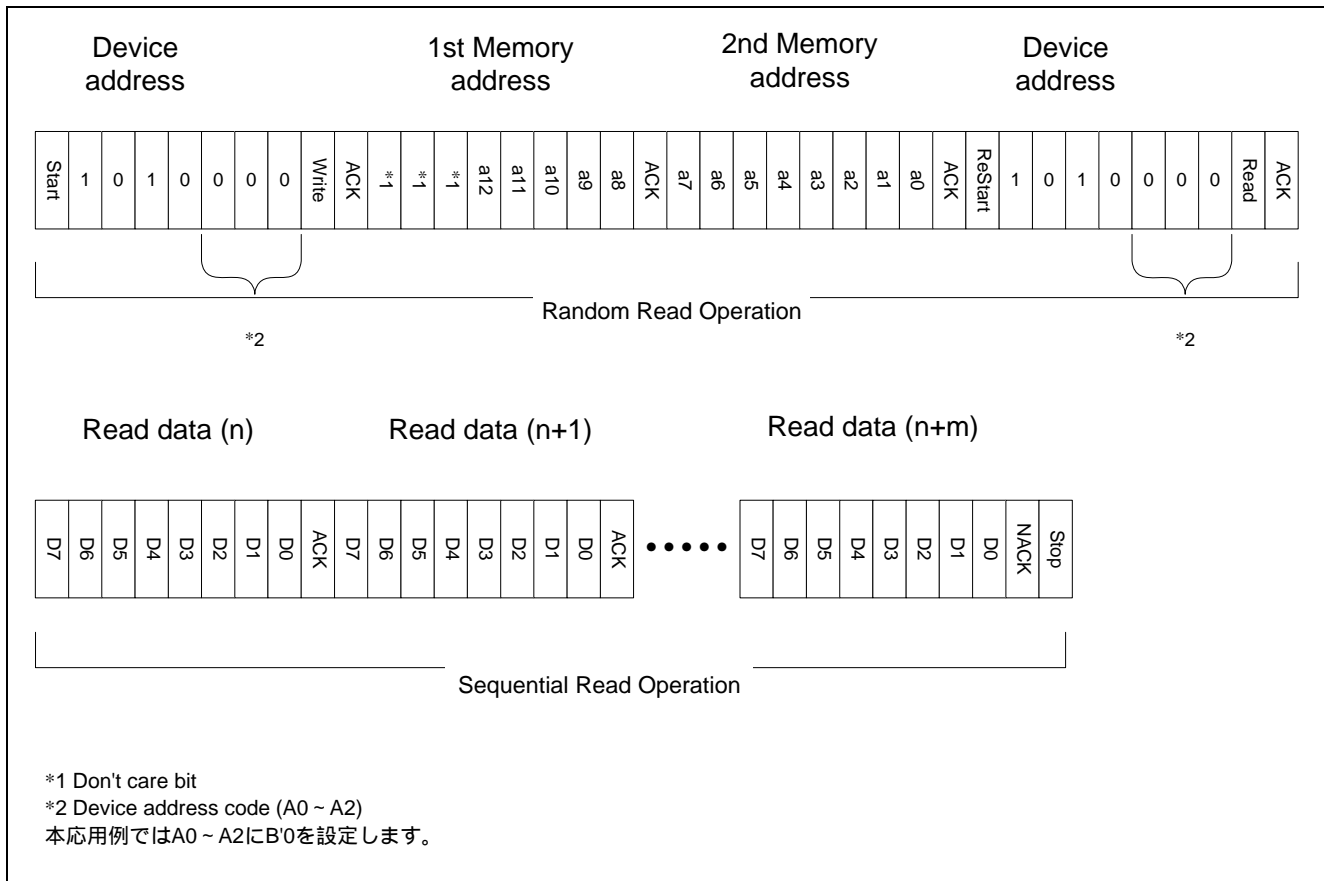 Device address
1st Memory address
2nd Memory address
Device address
Start 1 0 1 0 0 0 0 Write ACK *1 *1 *1 a12 a11 a10 a9 a8 ACK a7 a6 a5 a4 a3 a2 a1 a0 ACK ReStart 1 0 1 0 0 0 0 Read ACK
Random Read Operation
*2 *2
Read data (n) Read data (n+1) Read data (n+m)
D7 D6 D5 D4 D3 D2 D1 D0 ACK D7 D6 D5 D4 D3 D2 D1 D0 ACK ••••• D7 D6 D5 D4 D3 D2 D1 D0 NACK Stop
Sequential Read Operation
*1 Don't care bit
*2 Device address code (A0 ~ A2)
本応用例ではA0 ~ A2にB'0を設定します。